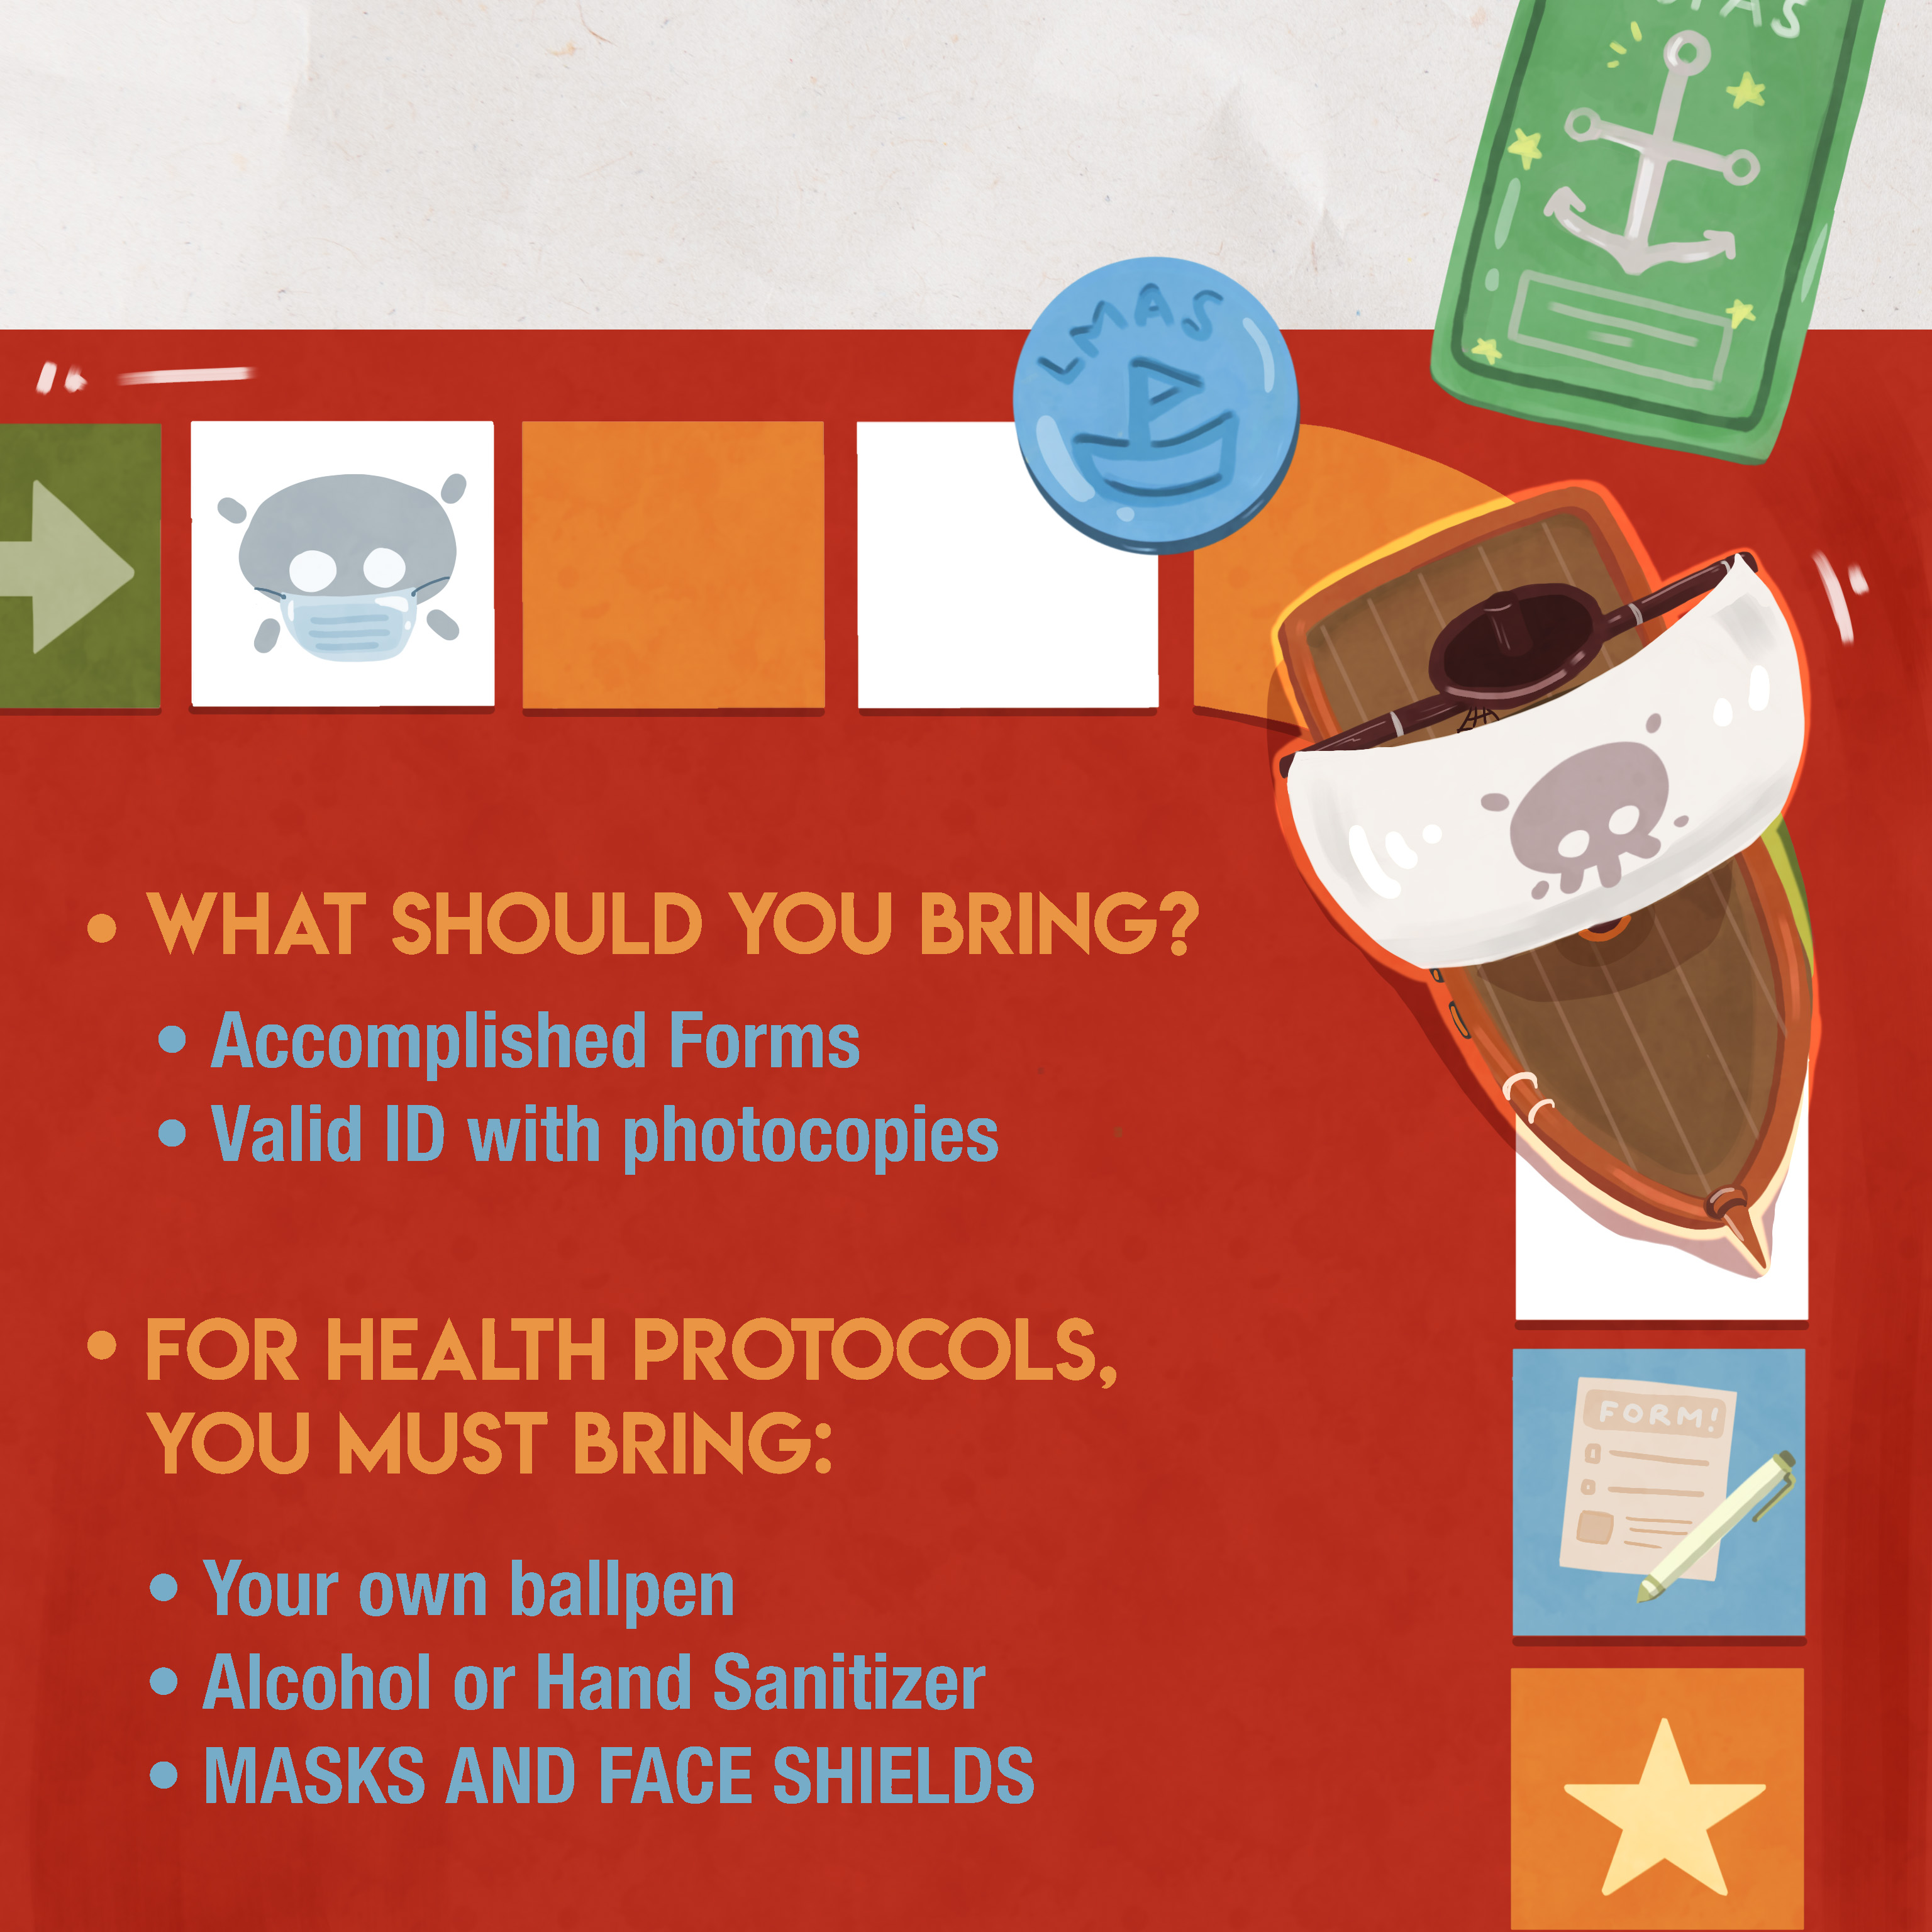 LMAS
WHAT SHOULD YOU BRING?
Accomplished Forms
Valid ID with photocopies
FOR HEALTH PROTOCOLS,
YOU MUST BRING:
FORM!
Your own ballpen
Alcohol or Hand Sanitizer
MASKS AND FACE SHIELDS